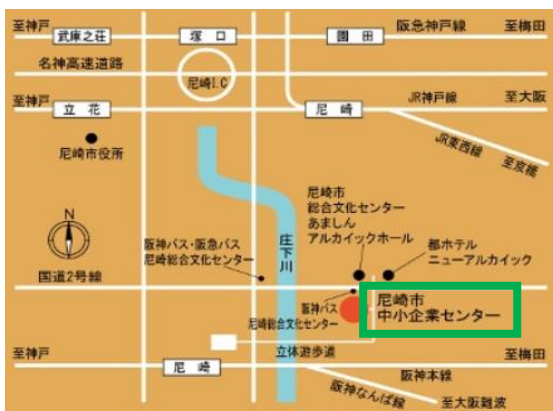 至神戸
武庫之荘
塚口
園田
阪急神戸線
至梅田
名神高速道路
尼崎I.C
至神戸
立花
尼崎
JR神戸線
至大阪
尼崎市役所
JR東西線
至京橋
N
尼崎市
総合文化センター
あましん
アルカイックホール
阪神バス・阪急バス
尼崎総合文化センター
庄下川
都ホテル
ニューアルカイック
国道2号線
阪神バス
尼崎総合文化センター
尼崎市
中小企業センター
至神戸
尼崎
立体遊歩道
阪神本線
至梅田
阪神なんば線
至大阪難波